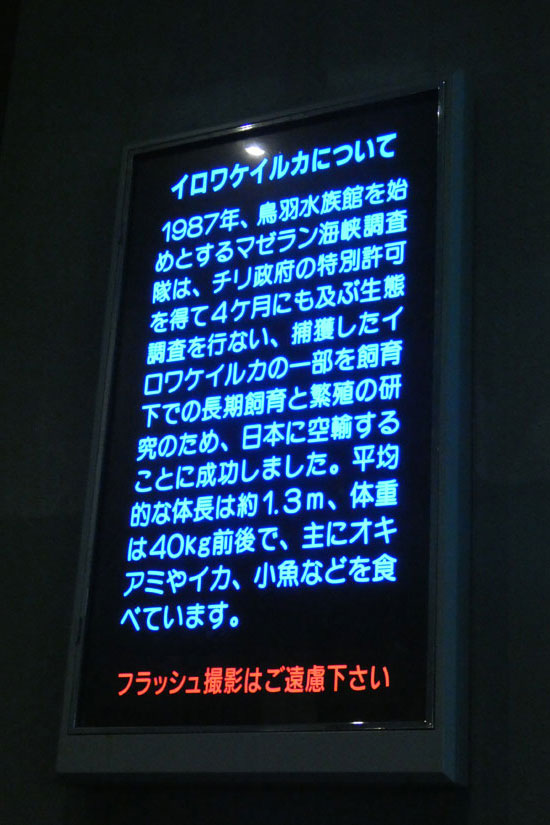 イロワケイルカについて
1987年、鳥羽水族館を始
めとするマゼラン海峡調査
隊は、チリ政府の特別許可
を得て4ケ月にも及ぶ生態
調査を行ない、捕獲したイ
ロワケイルカの一部を飼育
下での長期飼育と繁殖の研
究のため、日本に空輸する
ことに成功しました。平均
的な体長は約1.3m、体重
は40kg前後で、主にオキ
アミやイカ、小魚などを食
べています。
フラッシュ撮影はご遠慮下さい